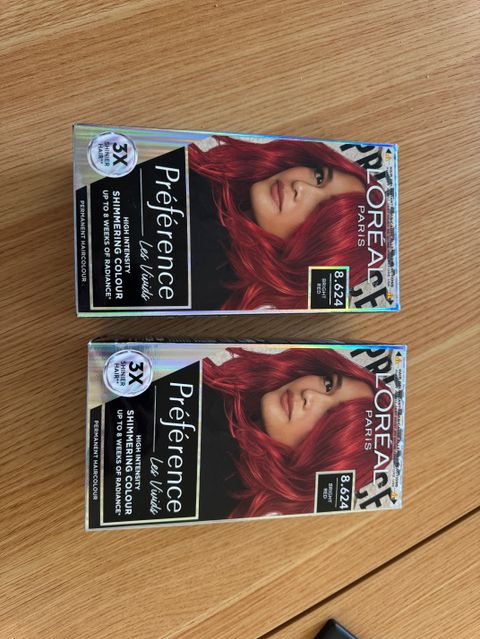 L'ORÉAL
PARIS
8.624
BRIGHT
RED
Préférence
Les Vivids
HIGH INTENSITY
SHIMMERING COLOUR
UP TO 8 WEEKS OF RADIANCE*
3X
SHINIER
HAIR**
PERMANENT HAIRCOLOUR
L'ORÉAL
PARIS
8.624
BRIGHT
RED
Préférence
Les Vivids
HIGH INTENSITY
SHIMMERING COLOUR
UP TO 8 WEEKS OF RADIANCE*
3X
SHINIER
HAIR**
PERMANENT HAIRCOLOUR